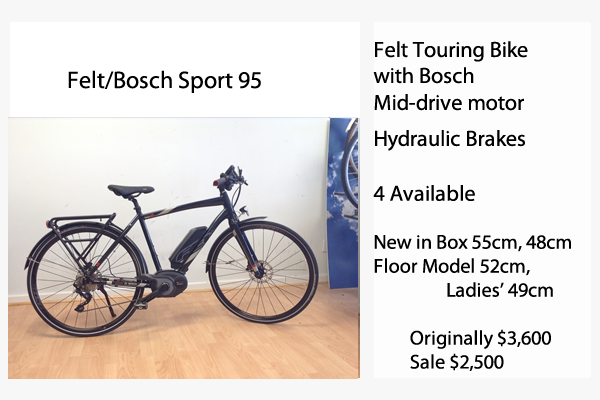 Felt/Bosch Sport 95
Felt Touring Bike
with Bosch
Mid-drive motor
Hydraulic Brakes
4 Available
New in Box 55cm, 48cm
Floor Model 52cm,
Ladies' 49cm
Originally $3,600
Sale $2,500